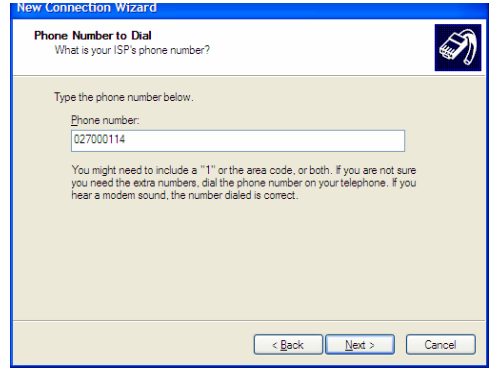 New Connection Wizard
Phone Number to Dial
What is your ISP's phone number?
Type the phone number below.
Phone number:
027000114
You might need to include a "1" or the area code, or both. If you are not sure
you need the extra numbers, dial the phone number on your telephone. If you
hear a modem sound, the number dialed is correct.
< Back Next > Cancel